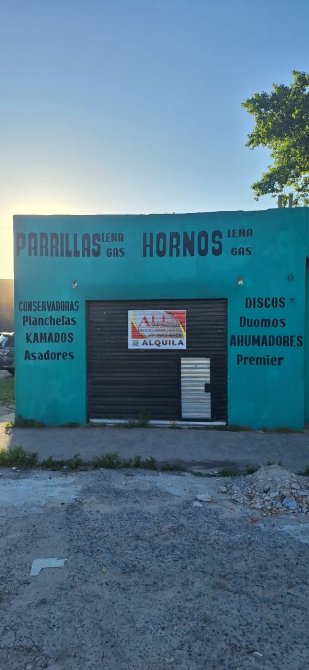 PARRILLAS LEÑA GAS
HORNOS LEÑA GAS
CONSERVADORAS
Planchetas
KAMADOS
Asadores
ALQUILA
DISCOS
Duomos
AHUMADORES
Premier